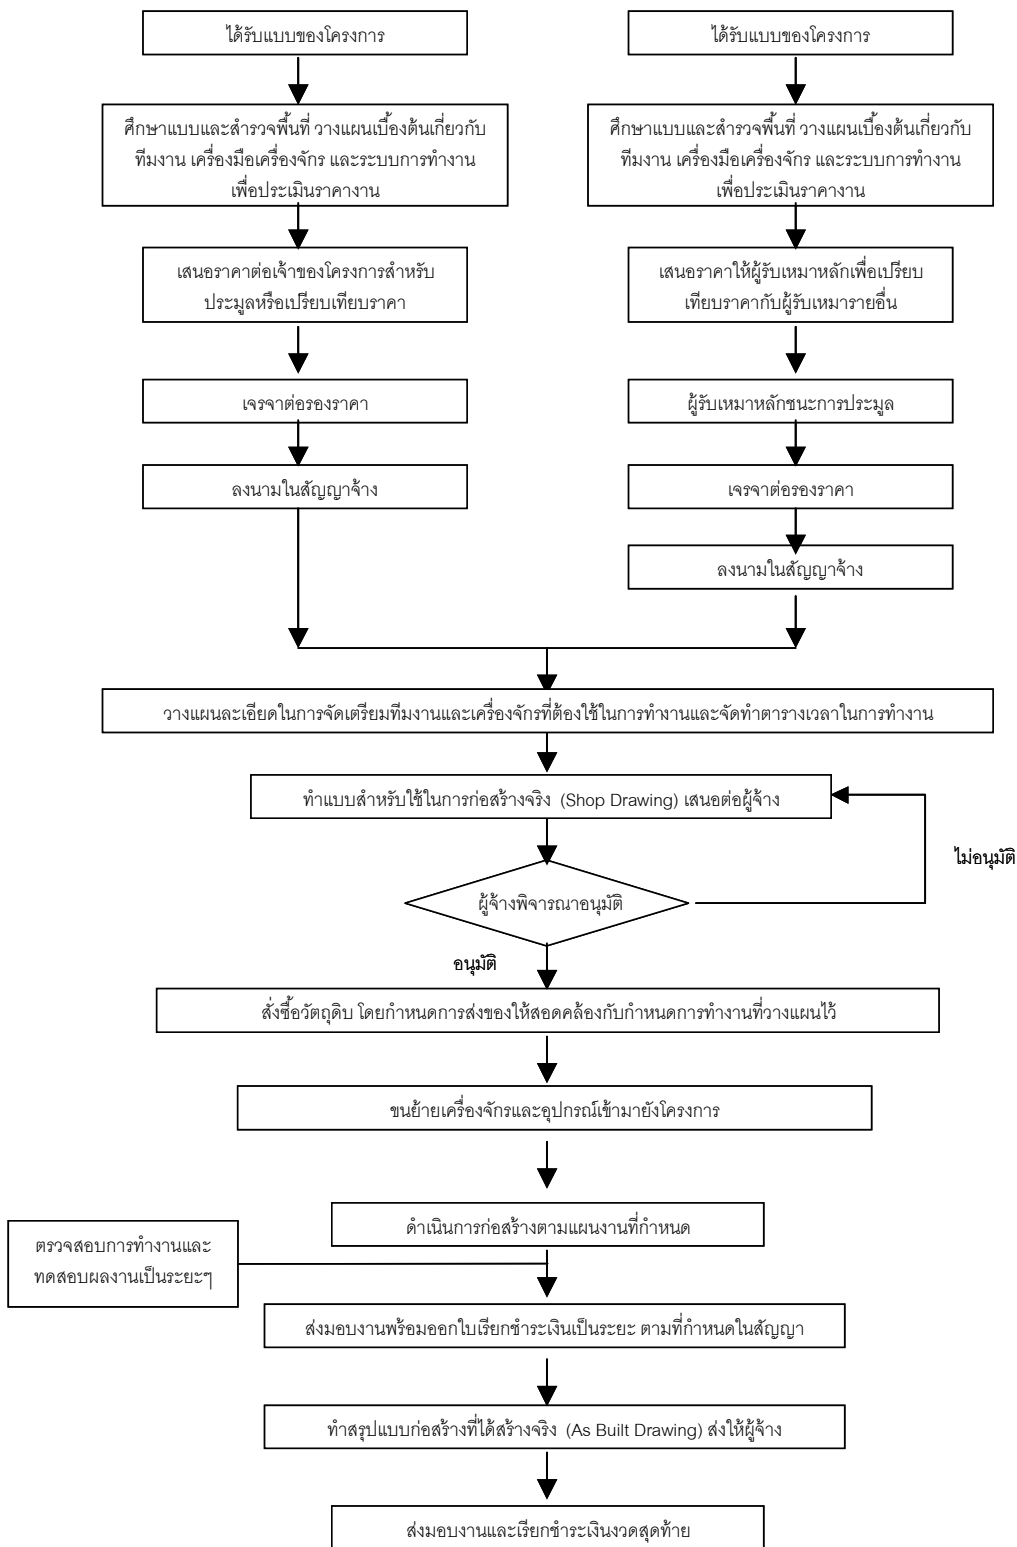 ได้รับแบบของโครงการ
ศึกษาแบบและสำรวจพื้นที่ วางแผนเบื้องต้นเกี่ยวกับ
ทีมงาน เครื่องมือเครื่องจักร และระบบการทำงาน
เพื่อประเมินราคางาน
เสนอราคาต่อเจ้าของโครงการสำหรับ
ประมูลหรือเปรียบเทียบราคา
เจรจาต่อรองราคา
ลงนามในสัญญาจ้าง
ได้รับแบบของโครงการ
ศึกษาแบบและสำรวจพื้นที่ วางแผนเบื้องต้นเกี่ยวกับ
ทีมงาน เครื่องมือเครื่องจักร และระบบการทำงาน
เพื่อประเมินราคางาน
เสนอราคาให้ผู้รับเหมาหลักเพื่อเปรียบ
เทียบราคากับผู้รับเหมารายอื่น
ผู้รับเหมาหลักชนะการประมูล
เจรจาต่อรองราคา
ลงนามในสัญญาจ้าง
วางแผนละเอียดในการจัดเตรียมทีมงานและเครื่องจักรที่ต้องใช้ในการทำงานและจัดทำตารางเวลาในการทำงาน
ทำแบบสำหรับใช้ในการก่อสร้างจริง (Shop Drawing) เสนอต่อผู้จ้าง
ไม่อนุมัติ
ผู้จ้างพิจารณาอนุมัติ
อนุมัติ
สั่งซื้อวัตถุดิบ โดยกำหนดการส่งของให้สอดคล้องกับกำหนดการทำงานที่วางแผนไว้
ขนย้ายเครื่องจักรและอุปกรณ์เข้ามายังโครงการ
ดำเนินการก่อสร้างตามแผนงานที่กำหนด
ตรวจสอบการทำงานและ
ทดสอบผลงานเป็นระยะๆ
ส่งมอบงานพร้อมออกใบเรียกชำระเงินเป็นระยะ ตามที่กำหนดในสัญญา
ทำสรุปแบบก่อสร้างที่ได้สร้างจริง (As Built Drawing) ส่งให้ผู้จ้าง
ส่งมอบงานและเรียกชำระเงินงวดสุดท้าย